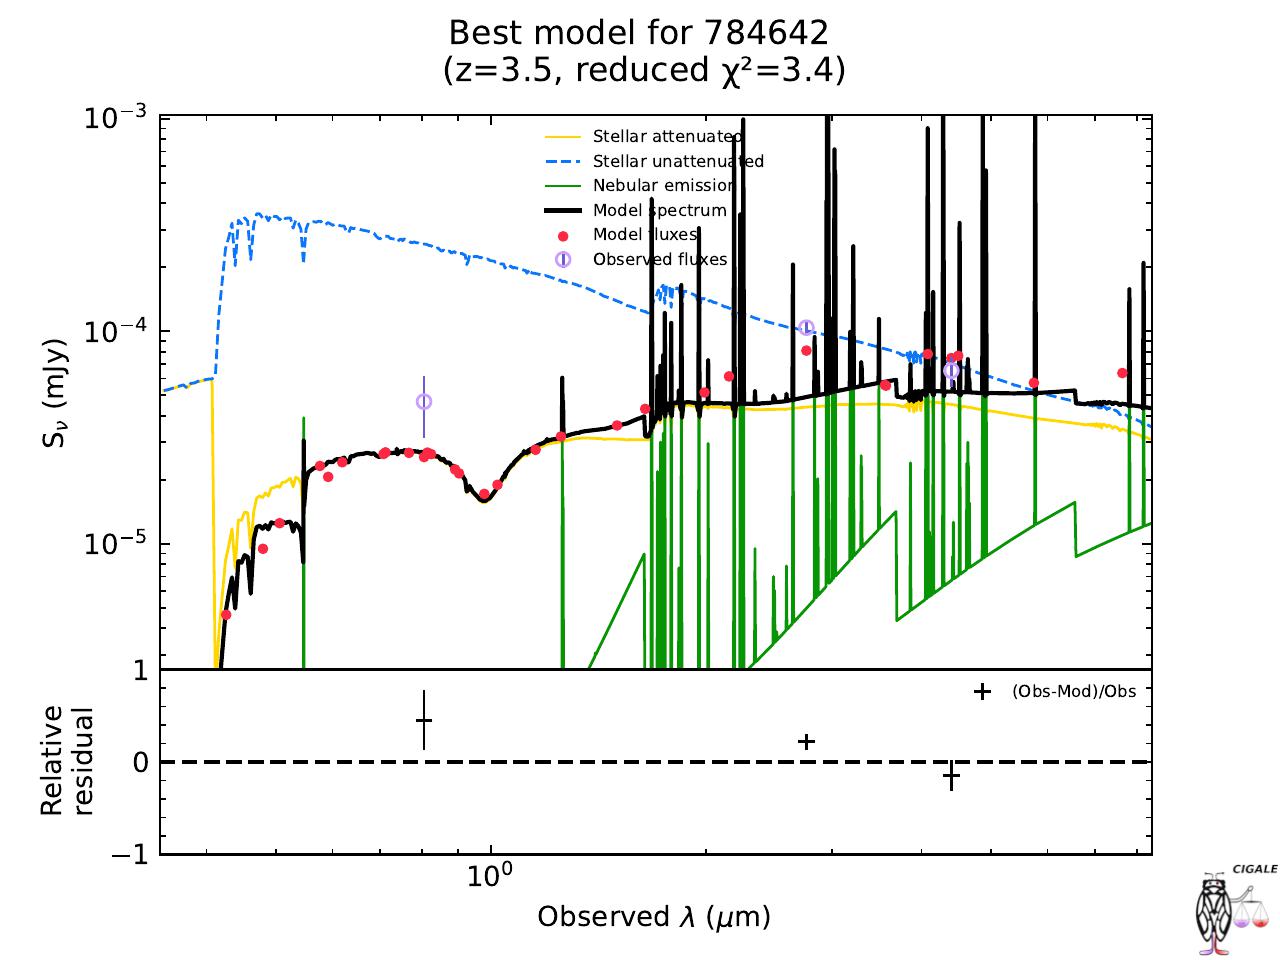 Best model for 784642
(z=3.5, reduced χ²=3.4)
10⁻³
10⁻⁴
10⁻⁵
S𝜈 (mJy)
Stellar attenuated
Stellar unattenuated
Nebular emission
Model spectrum
Model fluxes
Observed fluxes
1
0
−1
Relative
residual
(Obs-Mod)/Obs
10⁰
Observed λ (μm)
CIGALE